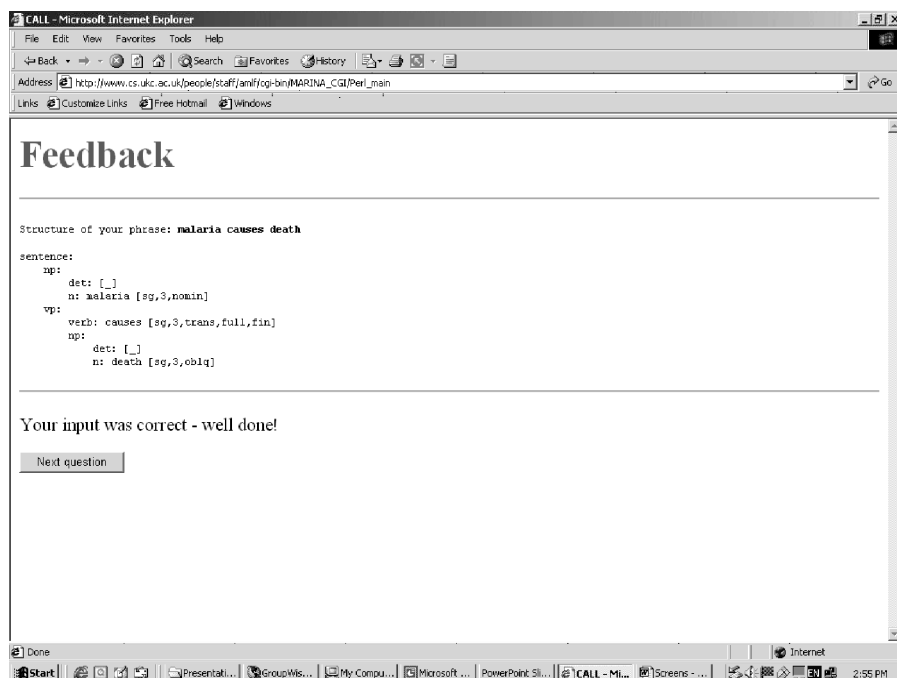 CALL - Microsoft Internet Explorer
File Edit View Favorites Tools Help
Back Search Favorites History
Address http://www.cs.ukc.ac.uk/people/staff/amlf/cgi-bin/MARINA_CGI/Perl_main Go
Links Customize Links Free Hotmail Windows
Feedback
Structure of your phrase: malaria causes death
sentence:
np:
det: [_]
n: malaria [sg,3,nomin]
vp:
verb: causes [sg,3,trans,full,fin]
np:
det: [_]
n: death [sg,3,oblq]
Your input was correct - well done!
Next question
Done Internet
Start Presentati... GroupWis... My Compu... Microsoft ... PowerPoint Sli... CALL - Mi... Screens - ... EN 2:55 PM